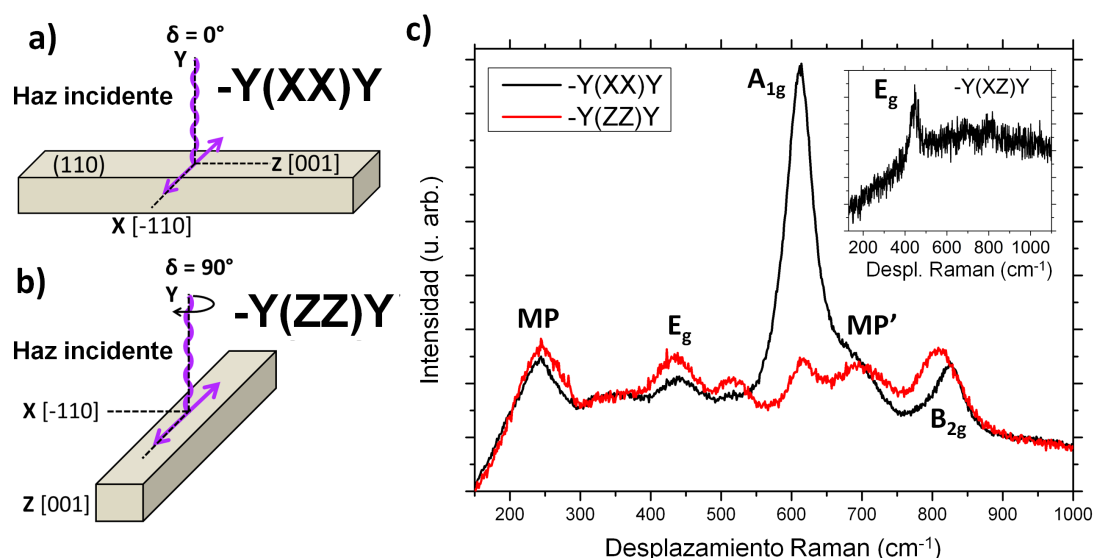 a)
δ = 0°
Y
Haz incidente
-Y(XX)Y
(110)
Z [001]
X [-110]
b)
δ = 90°
Y
-Y(ZZ)Y
Haz incidente
X [-110]
Z [001]
c)
-Y(XX)Y
-Y(ZZ)Y
A1g
Eg
-Y(XZ)Y
200 400 600 800 1000
Despl. Raman (cm-1)
MP
Eg
MP'
B2g
Intensidad (u. arb.)
200 300 400 500 600 700 800 900 1000
Desplazamiento Raman (cm-1)